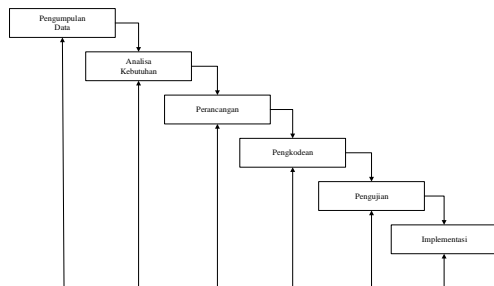 Pengumpulan
Data
Analisa
Kebutuhan
Perancangan
Pengkodean
Pengujian
Implementasi